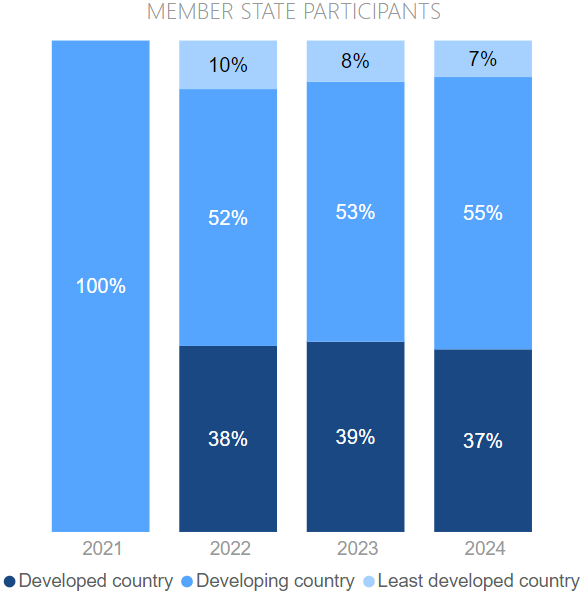 MEMBER STATE PARTICIPANTS
10% 8% 7%
52% 53% 55%
100%
38% 39% 37%
2021 2022 2023 2024
Developed country Developing country Least developed country